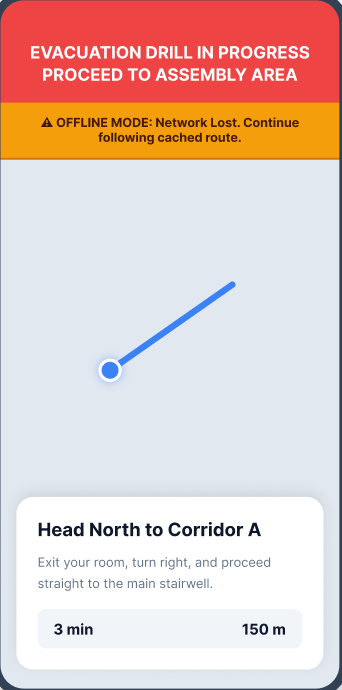 EVACUATION DRILL IN PROGRESS
PROCEED TO ASSEMBLY AREA
⚠ OFFLINE MODE: Network Lost. Continue
following cached route.
Head North to Corridor A
Exit your room, turn right, and proceed
straight to the main stairwell.
3 min 150 m